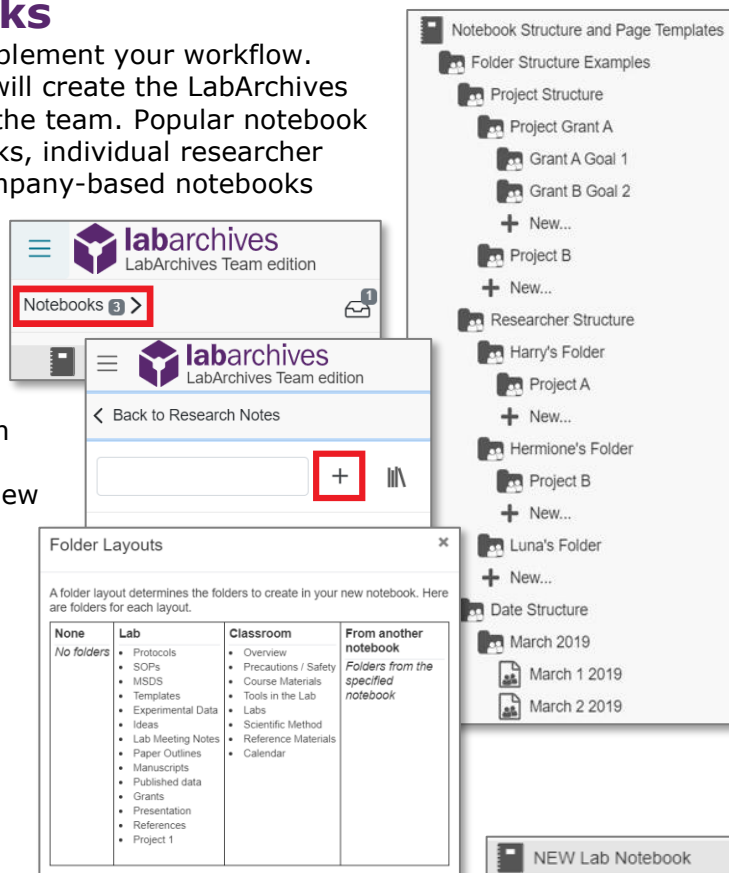 ks
plement your workflow.
will create the LabArchives
the team. Popular notebook
ks, individual researcher
mpany-based notebooks
labarchives
LabArchives Team edition
Notebooks 3
1
labarchives
LabArchives Team edition
Back to Research Notes
+
n
ew
Folder Layouts
×
A folder layout determines the folders to create in your new notebook. Here
are folders for each layout.
None
No folders
Lab
• Protocols
• SOPs
• MSDS
• Templates
• Experimental Data
• Ideas
• Lab Meeting Notes
• Paper Outlines
• Manuscripts
• Published data
• Grants
• Presentation
• References
• Project 1
Classroom
• Overview
• Precautions / Safety
• Course Materials
• Tools in the Lab
• Labs
• Scientific Method
• Reference Materials
• Calendar
From another
notebook
Folders from the
specified
notebook
Notebook Structure and Page Templates
Folder Structure Examples
Project Structure
Project Grant A
Grant A Goal 1
Grant B Goal 2
+ New...
Project B
+ New...
Researcher Structure
Harry's Folder
Project A
+ New...
Hermione's Folder
Project B
+ New...
Luna's Folder
+ New...
Date Structure
March 2019
March 1 2019
March 2 2019
NEW Lab Notebook